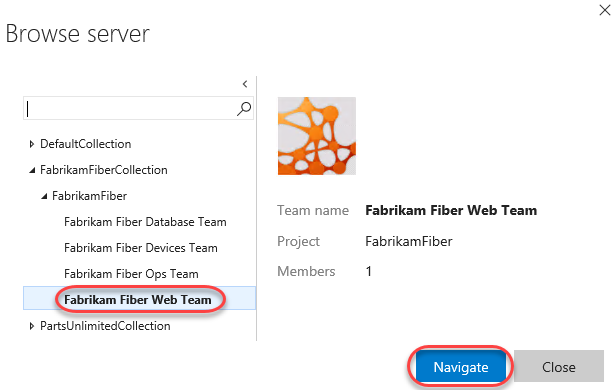 Browse server
DefaultCollection
FabrikamFiberCollection
FabrikamFiber
Fabrikam Fiber Database Team
Fabrikam Fiber Devices Team
Fabrikam Fiber Ops Team
Fabrikam Fiber Web Team
PartsUnlimitedCollection
Team name Fabrikam Fiber Web Team
Project FabrikamFiber
Members 1
Navigate Close